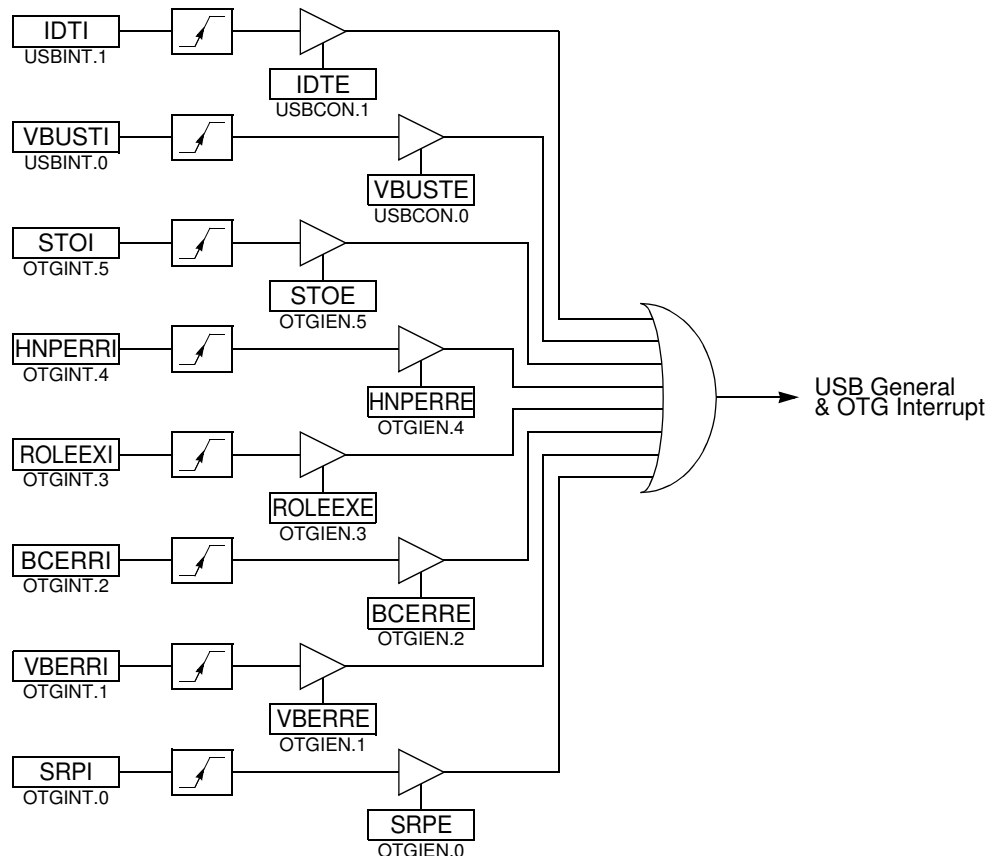 IDTI
USBINT.1
IDTE
USBCON.1
VBUSTI
USBINT.0
VBUSTE
USBCON.0
STOI
OTGINT.5
STOE
OTGIEN.5
HNPERRI
OTGINT.4
HNPERRE
OTGIEN.4
ROLEEXI
OTGINT.3
ROLEEXE
OTGIEN.3
BCERRI
OTGINT.2
BCERRE
OTGIEN.2
VBERRI
OTGINT.1
VBERRE
OTGIEN.1
SRPI
OTGINT.0
SRPE
OTGIEN.0
USB General
& OTG Interrupt